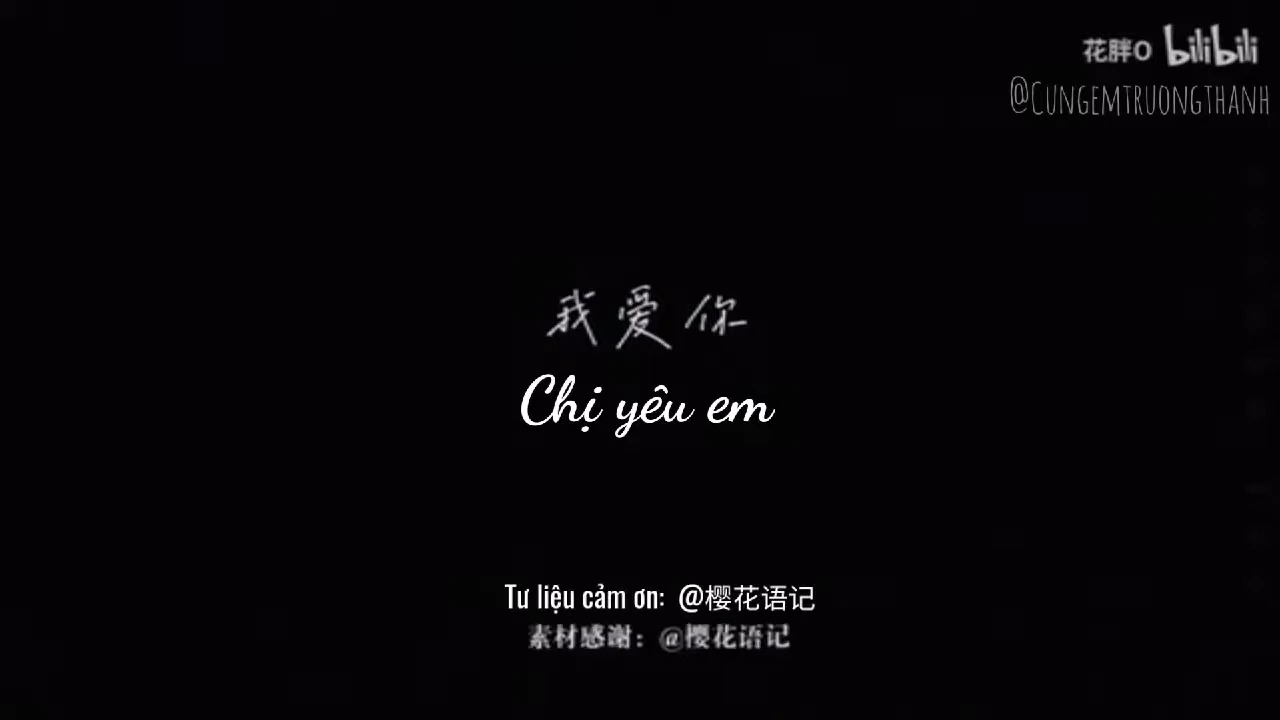 花胖O bilibili
@CUNGEMTRUONGTHANH
我爱你
Chị yêu em
Tư liệu cảm ơn: @樱花语记
素材感谢：@樱花语记